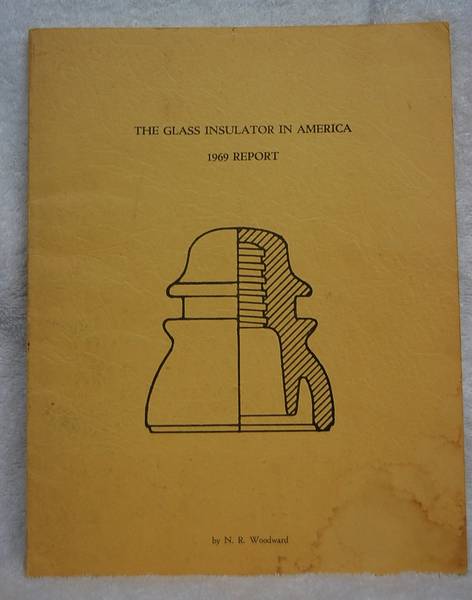 THE GLASS INSULATOR IN AMERICA
1969 REPORT
by N. R. Woodward